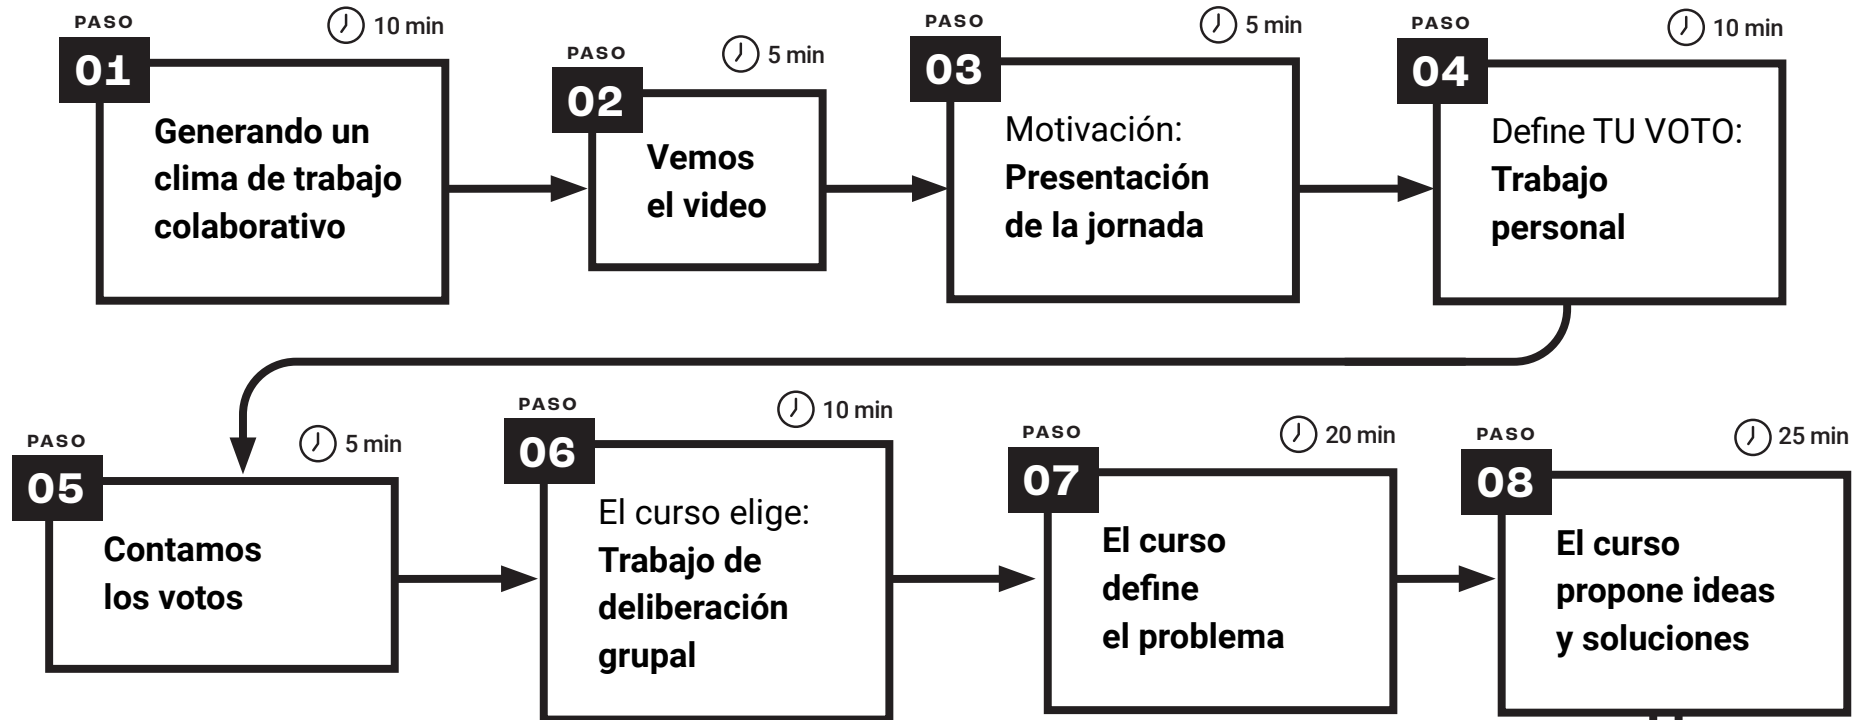 PASO
01
10 min
Generando un
clima de trabajo
colaborativo
PASO
02
5 min
Vemos
el video
PASO
03
5 min
Motivación:
Presentación
de la jornada
PASO
04
10 min
Define TU VOTO:
Trabajo
personal
PASO
05
5 min
Contamos
los votos
PASO
06
10 min
El curso elige:
Trabajo de
deliberación
grupal
PASO
07
20 min
El curso
define
el problema
PASO
08
25 min
El curso
propone ideas
y soluciones